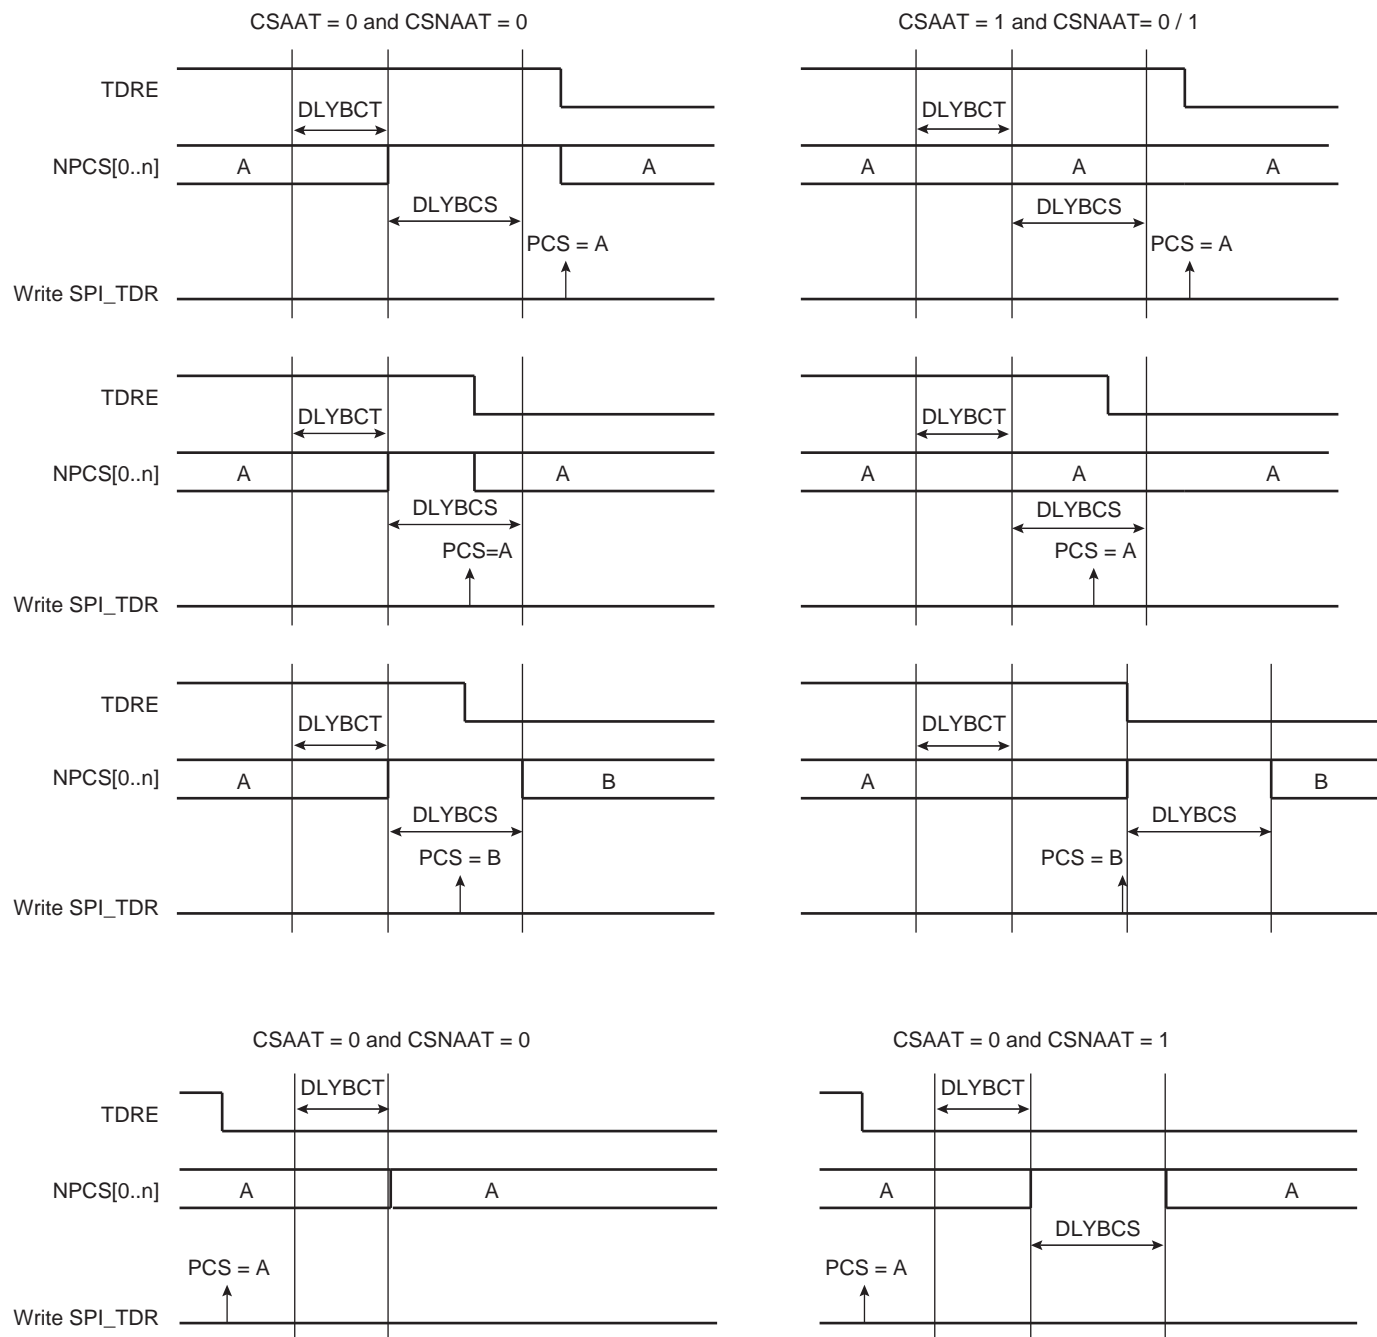 CSAAT = 0 and CSNAAT = 0
CSAAT = 1 and CSNAAT= 0 / 1
TDRE
DLYBCT
DLYBCT
NPCS[0..n]
A
A
A
A
A
DLYBCS
DLYBCS
PCS = A
PCS = A
Write SPI_TDR
TDRE
DLYBCT
DLYBCT
NPCS[0..n]
A
A
A
A
A
DLYBCS
DLYBCS
PCS=A
PCS = A
Write SPI_TDR
TDRE
DLYBCT
DLYBCT
NPCS[0..n]
A
B
A
B
DLYBCS
DLYBCS
PCS = B
PCS = B
Write SPI_TDR
CSAAT = 0 and CSNAAT = 0
CSAAT = 0 and CSNAAT = 1
DLYBCT
DLYBCT
TDRE
NPCS[0..n]
A
A
A
A
DLYBCS
PCS = A
PCS = A
Write SPI_TDR